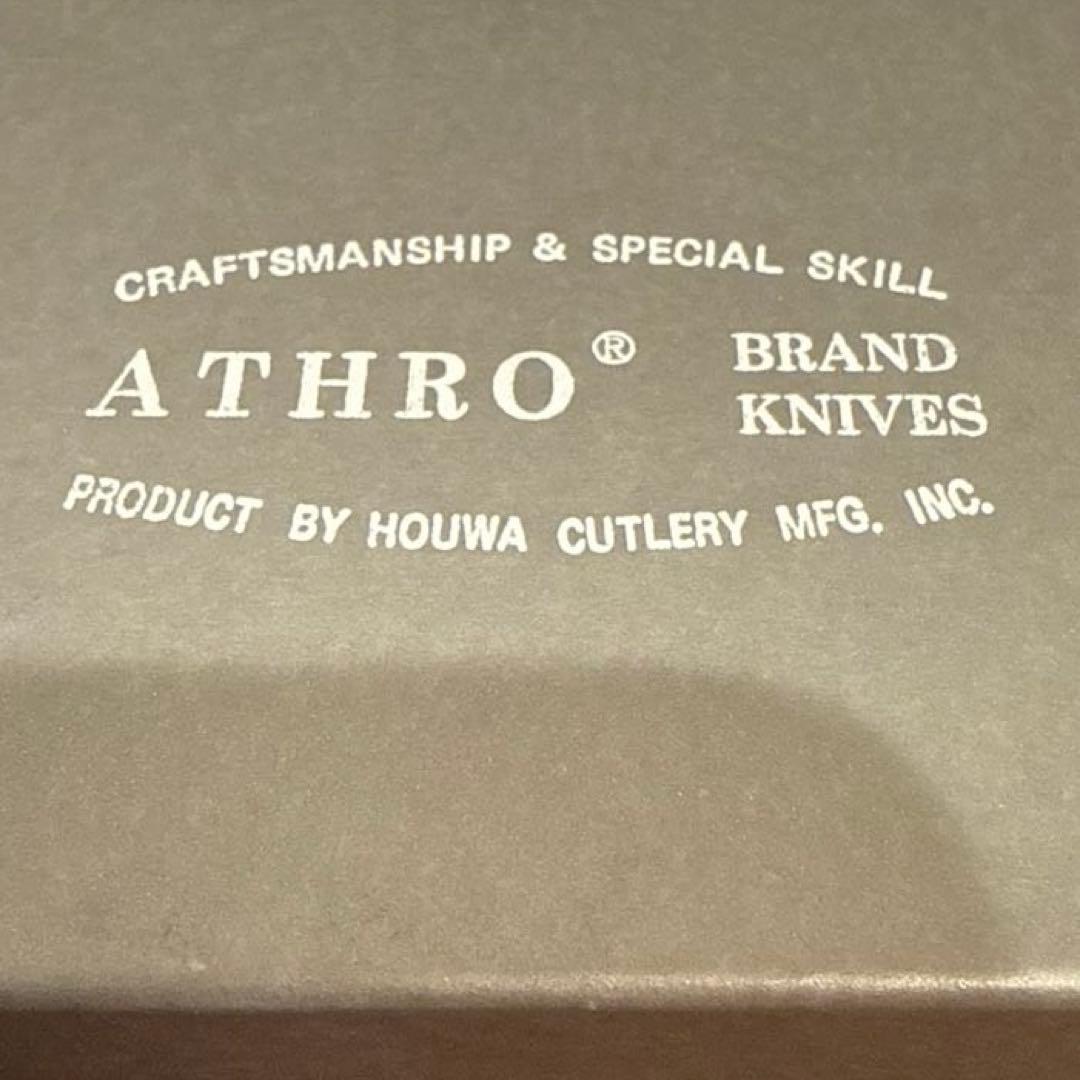 CRAFTSMANSHIP & SPECIAL SKILL
ATHRO® BRAND KNIVES
PRODUCT BY HOUWA CUTLERY MFG. INC.